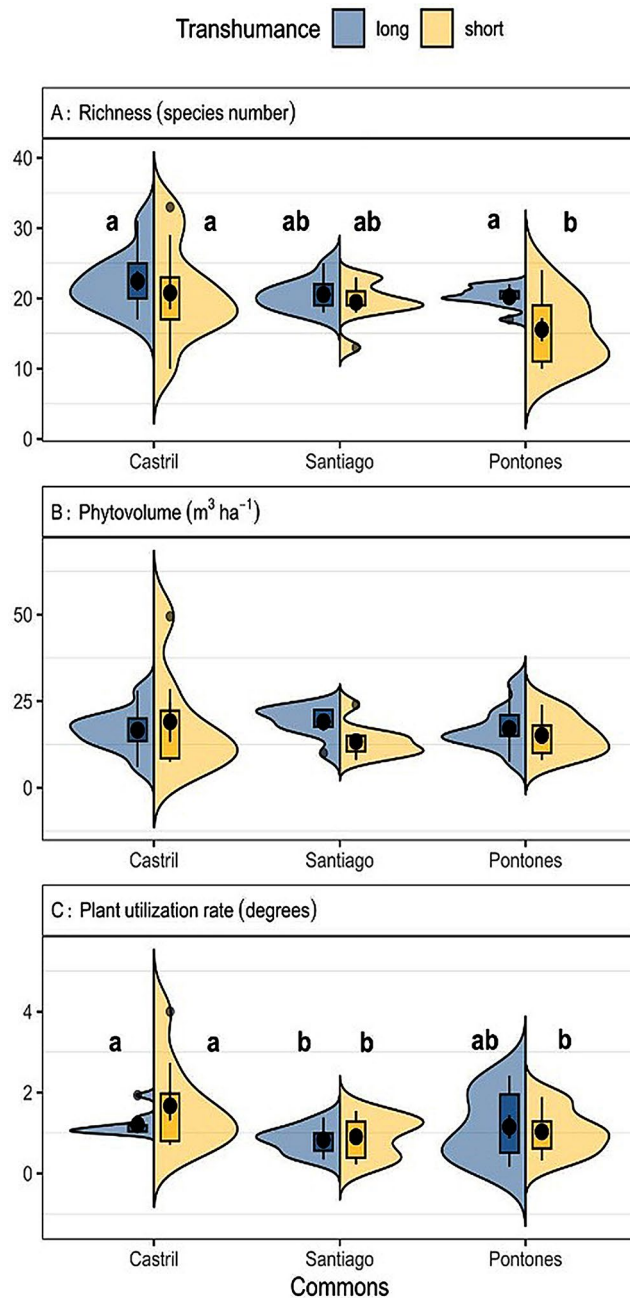 Transhumance long short
A: Richness (species number)
40
30
20
10
0
a a ab ab a b
Castril Santiago Pontones
B: Phytovolume (m³ ha⁻¹)
50
25
0
Castril Santiago Pontones
C: Plant utilization rate (degrees)
4
2
0
a a b b ab b
Castril Santiago Pontones
Commons